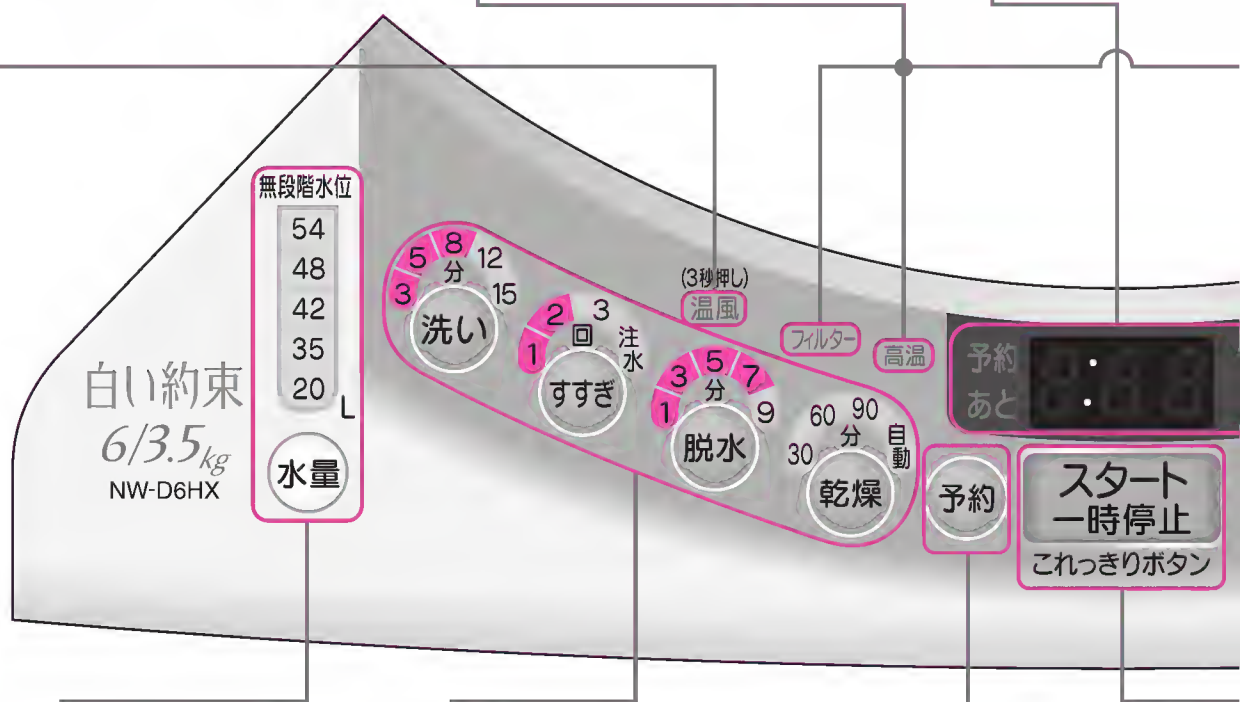 無段階水位
54
48
42
35
20 L
水量
白い約束
6/3.5kg
NW-D6HX
3 5 8 12 15
分
洗い
1 2 3 注水
回
すすぎ
(3秒押し)
温風
1 3 5 7 9
分
脱水
30 60 90 自動
分
乾燥
フィルター
高温
予約
あと
予約
スタート
一時停止
これっきりボタン